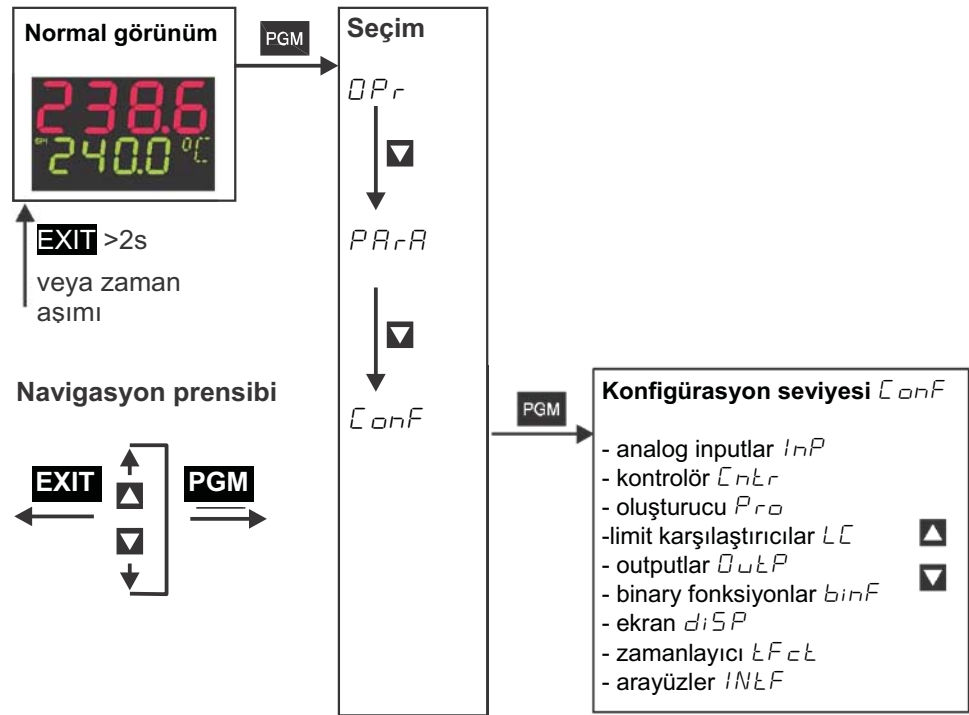 Normal görünüm
PGM
238.6
240.0 °C
EXIT >2s
veya zaman
aşımı
Navigasyon prensibi
EXIT
PGM
Seçim
OPr
PArA
ConF
PGM
Konfigürasyon seviyesi ConF
- analog inputlar InP
- kontrolör Cntr
- oluşturucu Pro
-limit karşılaştırıcılar LC
- outputlar OutP
- binary fonksiyonlar binF
- ekran diSP
- zamanlayıcı tFct
- arayüzler INtF